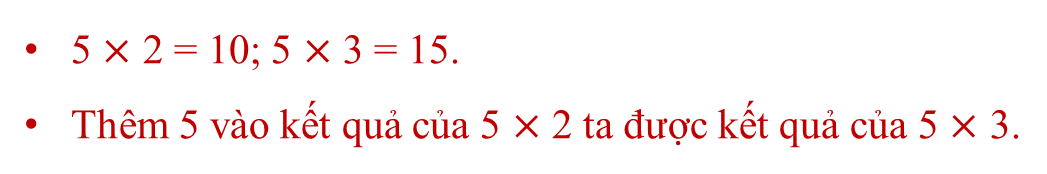 • 5 × 2 = 10; 5 × 3 = 15.
• Thêm 5 vào kết quả của 5 × 2 ta được kết quả của 5 × 3.